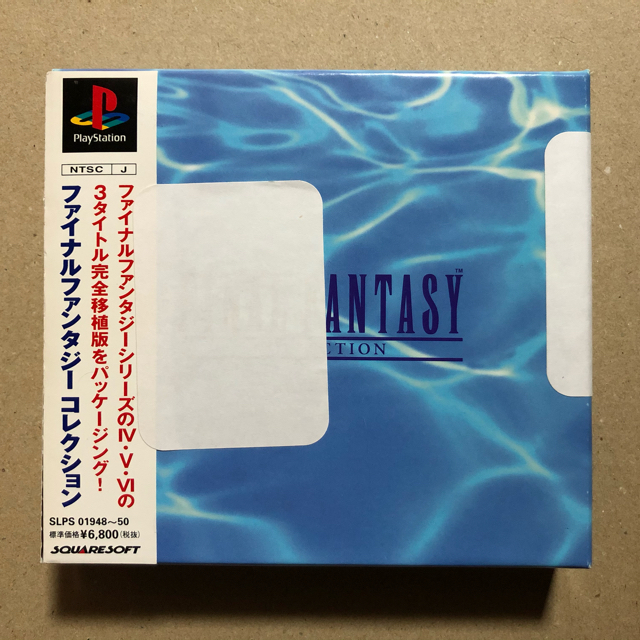 PlayStation
NTSC J
ファイナルファンタジーシリーズのⅣ・Ⅴ・Ⅵの
3タイトル完全移植版をパッケージング!
ファイナルファンタジー コレクション
SLPS 01948〜50
標準価格¥6,800(税抜)
SQUARESOFT
ANTASY™
CTION